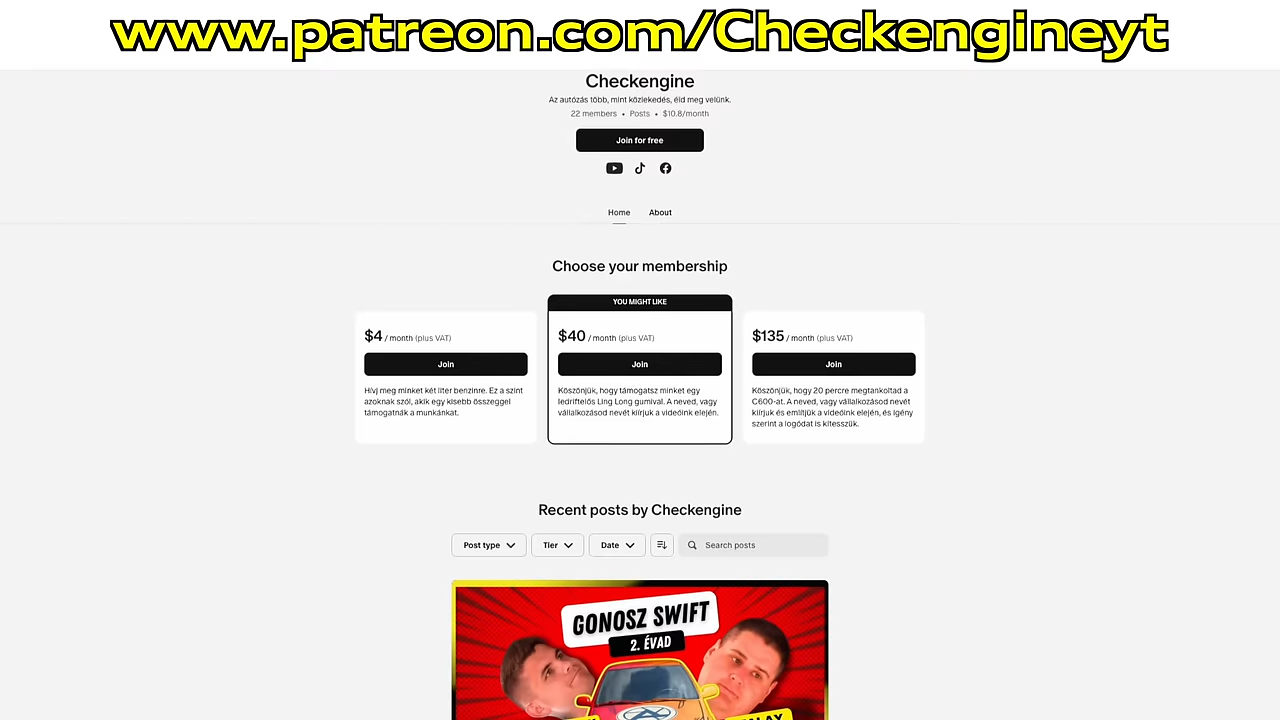 www.patreon.com/Checkengineyt
Checkengine
Az autózás több, mint közlekedés, éld meg velünk.
22 members • Posts • $10.8/month
Join for free
Home About
Choose your membership
YOU MIGHT LIKE
$4 / month (plus VAT)
Join
Hívj meg minket két liter benzinre. Ez a szint
azoknak szól, akik egy kisebb összeggel
támogatnák a munkánkat.
$40 / month (plus VAT)
Join
Köszönjük, hogy támogatsz minket egy
ledriftelős Ling Long gumival. A neved, vagy
vállalkozásod nevét kiírjuk a videóink elején.
$135 / month (plus VAT)
Join
Köszönjük, hogy 20 percre megtankoltad a
C600-at. A neved, vagy vállalkozásod nevét
kiírjuk és említjük a videóink elején, és igény
szerint a logódat is kitesszük.
Recent posts by Checkengine
Post type Tier Date Search posts
GONOSZ SWIFT
2. ÉVAD